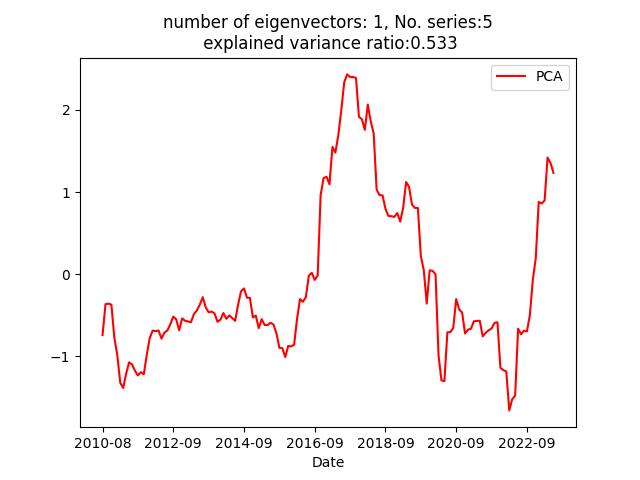 number of eigenvectors: 1, No. series:5
explained variance ratio:0.533
PCA
2
1
0
−1
2010-08 2012-09 2014-09 2016-09 2018-09 2020-09 2022-09
Date